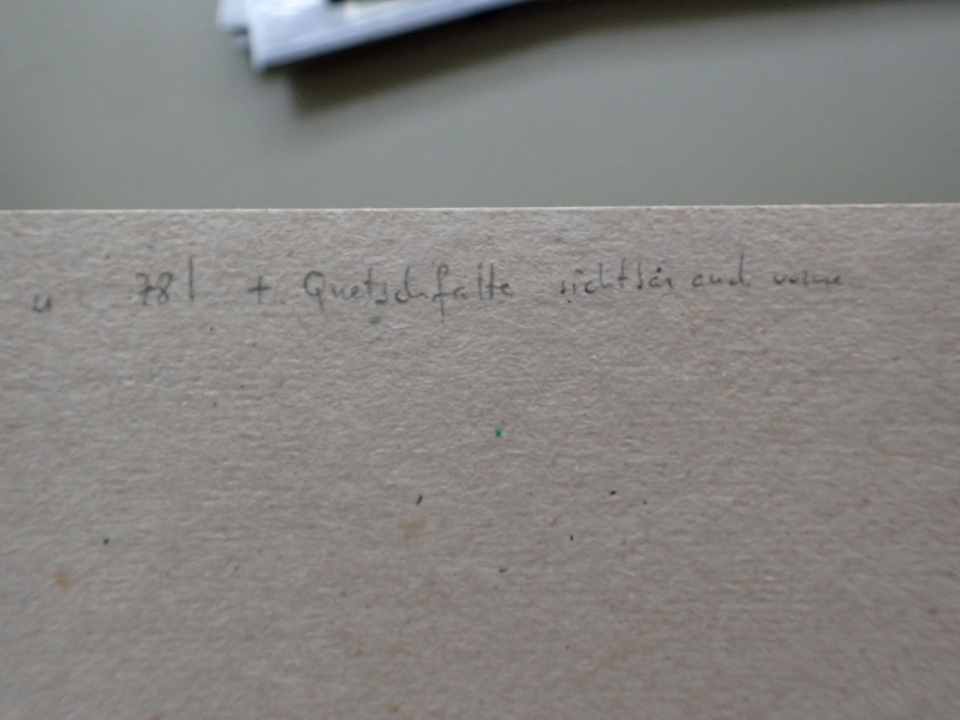 " 78 | + Quetschfalte sichtbar auch vorne